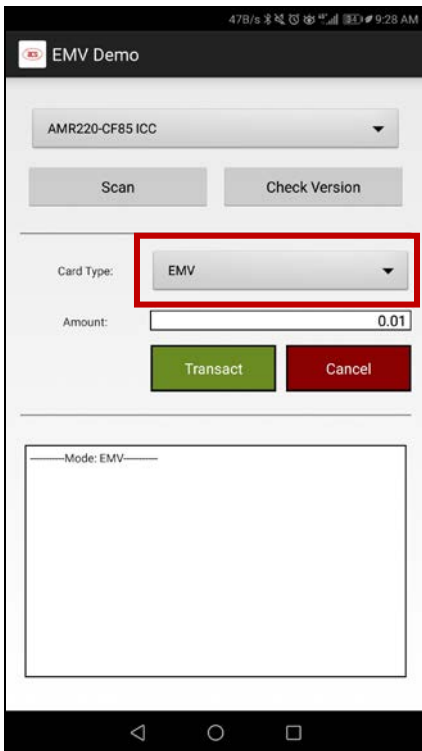 47B/s 9:28 AM
acs EMV Demo
AMR220-CF85 ICC
Scan Check Version
Card Type: EMV
Amount: 0.01
Transact Cancel
----------Mode: EMV----------